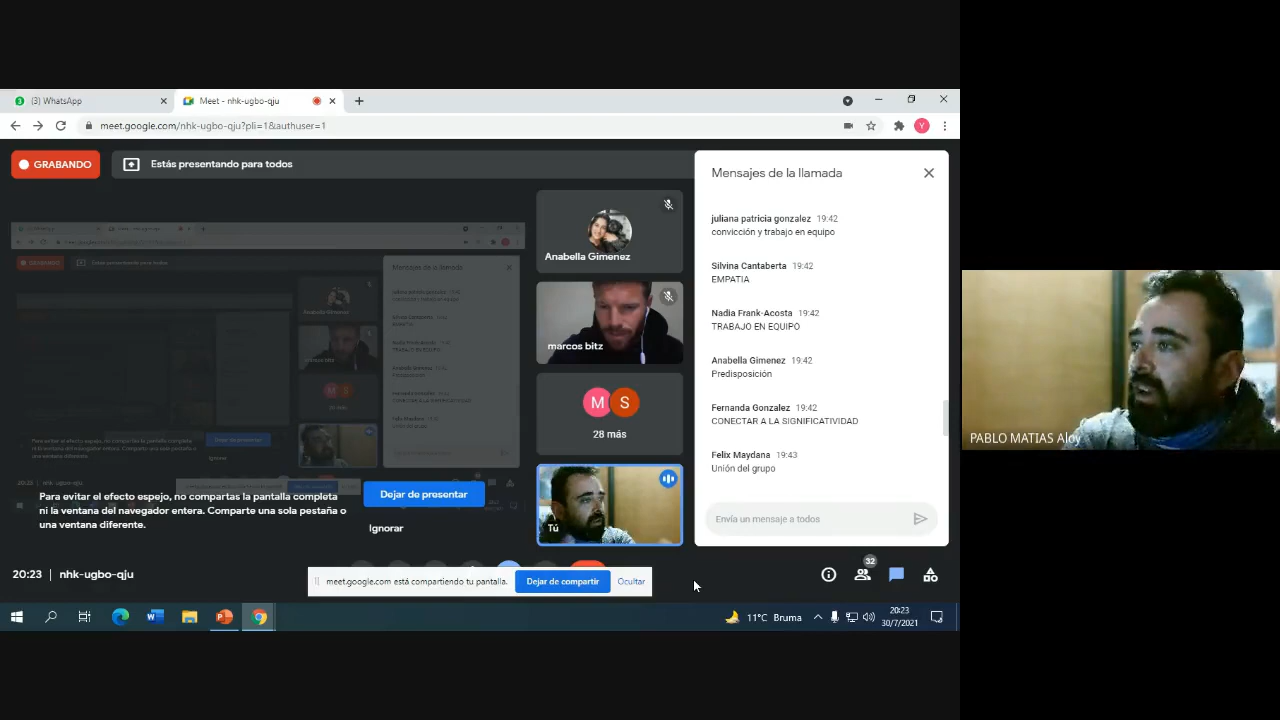 (3) WhatsApp
Meet - nhk-ugbo-qju
meet.google.com/nhk-ugbo-qju?pli=1&authuser=1
Y
GRABANDO
Estás presentando para todos
Mensajes de la llamada
juliana patricia gonzalez 19:42
convicción y trabajo en equipo
Silvina Cantaberta 19:42
EMPATIA
Nadia Frank-Acosta 19:42
TRABAJO EN EQUIPO
Anabella Gimenez 19:42
Predisposición
Fernanda Gonzalez 19:42
CONECTAR A LA SIGNIFICATIVIDAD
Felix Maydana 19:43
Unión del grupo
Envía un mensaje a todos
Anabella Gimenez
marcos bitz
M S
28 más
Tú
Para evitar el efecto espejo, no compartas la pantalla completa
ni la ventana del navegador entera. Comparte una sola pestaña o
una ventana diferente.
Dejar de presentar
Ignorar
20:23 | nhk-ugbo-qju
meet.google.com está compartiendo tu pantalla.
Dejar de compartir
Ocultar
32
11°C Bruma
20:23
30/7/2021
PABLO MATIAS Aloy